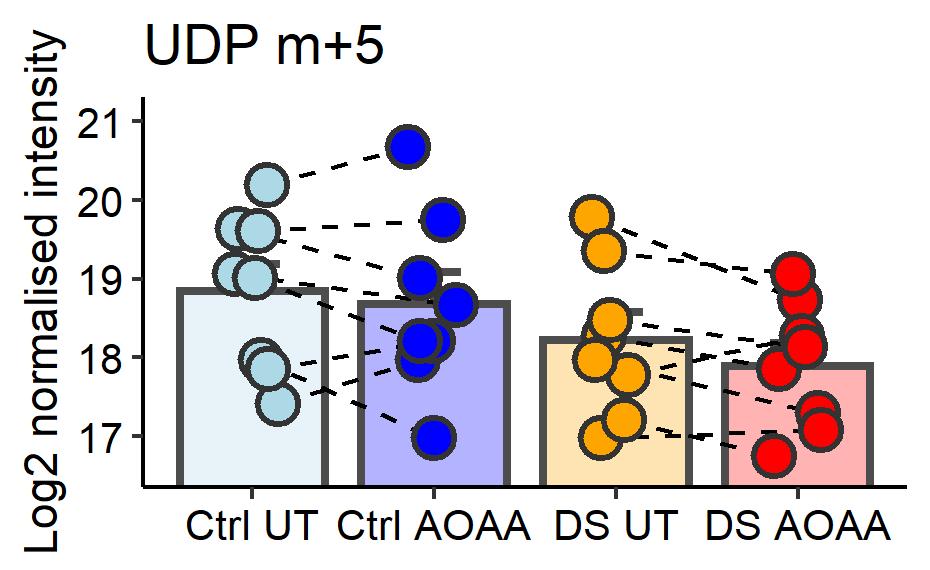 UDP m+5
Log2 normalised intensity
21
20
19
18
17
Ctrl UT Ctrl AOAA DS UT DS AOAA